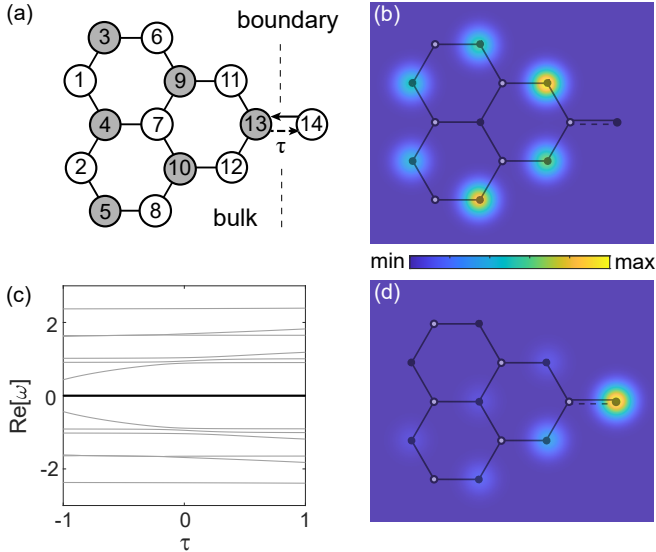 (a)
boundary
3 6
1 9 11
4 7 13 14
τ
2 10 12
5 8
bulk
(b)
min max
(c)
Re[ω]
2
0
-2
-1 0 1
τ
(d)